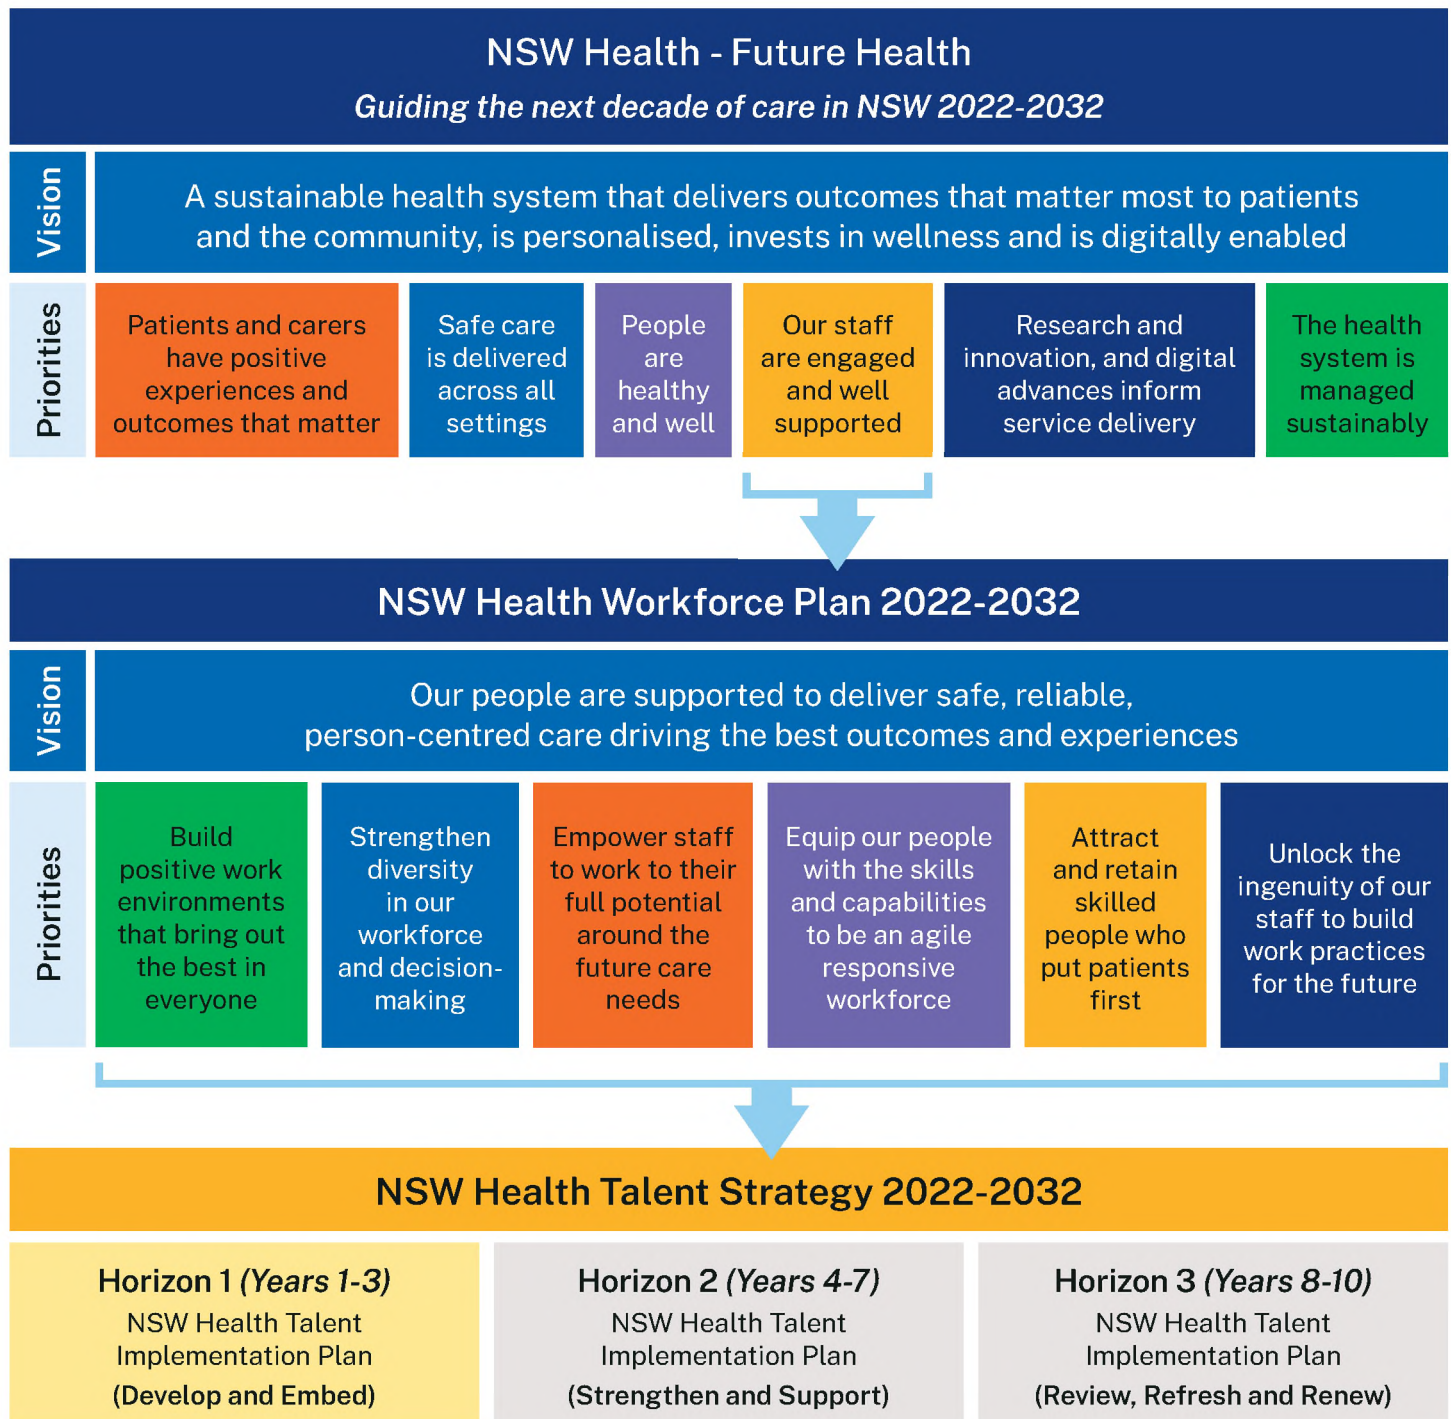 NSW Health - Future Health
Guiding the next decade of care in NSW 2022-2032
Vision
A sustainable health system that delivers outcomes that matter most to patients
and the community, is personalised, invests in wellness and is digitally enabled
Priorities
Patients and carers
have positive
experiences and
outcomes that matter
Safe care
is delivered
across all
settings
People
are
healthy
and well
Our staff
are engaged
and well
supported
Research and
innovation, and digital
advances inform
service delivery
The health
system is
managed
sustainably
NSW Health Workforce Plan 2022-2032
Vision
Our people are supported to deliver safe, reliable,
person-centred care driving the best outcomes and experiences
Priorities
Build
positive work
environments
that bring out
the best in
everyone
Strengthen
diversity
in our
workforce
and decision-
making
Empower staff
to work to their
full potential
around the
future care
needs
Equip our people
with the skills
and capabilities
to be an agile
responsive
workforce
Attract
and retain
skilled
people who
put patients
first
Unlock the
ingenuity of our
staff to build
work practices
for the future
NSW Health Talent Strategy 2022-2032
Horizon 1 (Years 1-3)
NSW Health Talent
Implementation Plan
(Develop and Embed)
Horizon 2 (Years 4-7)
NSW Health Talent
Implementation Plan
(Strengthen and Support)
Horizon 3 (Years 8-10)
NSW Health Talent
Implementation Plan
(Review, Refresh and Renew)